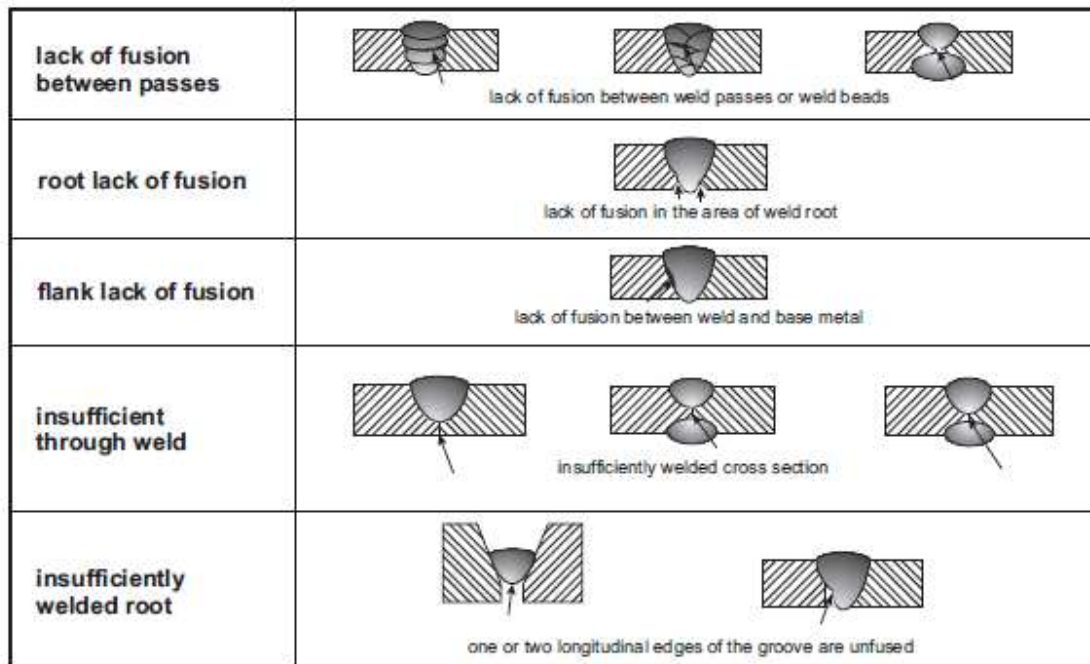 lack of fusion
between passes
lack of fusion between weld passes or weld beads
root lack of fusion
lack of fusion in the area of weld root
flank lack of fusion
lack of fusion between weld and base metal
insufficient
through weld
insufficiently welded cross section
insufficiently
welded root
one or two longitudinal edges of the groove are unfused